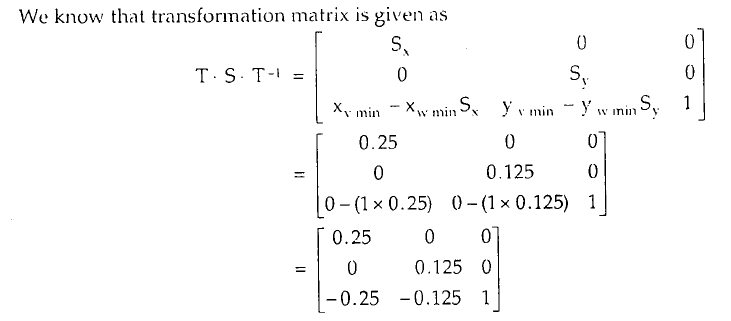 We know that transformation matrix is given as
T · S · T-1 = [ Sx 0 0
0 Sy 0
xv min − xw min Sx y v min − y w min Sy 1 ]
= [ 0.25 0 0
0 0.125 0
0 − (1 × 0.25) 0 − (1 × 0.125) 1 ]
= [ 0.25 0 0
0 0.125 0
−0.25 −0.125 1 ]